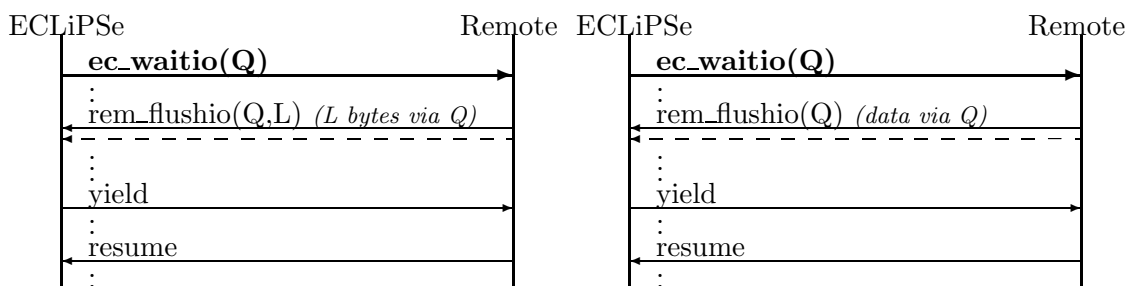 ECLiPSe Remote
ec_waitio(Q)
⋮
rem_flushio(Q,L) (L bytes via Q)
⋮
yield
⋮
resume
⋮
ECLiPSe Remote
ec_waitio(Q)
⋮
rem_flushio(Q) (data via Q)
⋮
yield
⋮
resume
⋮